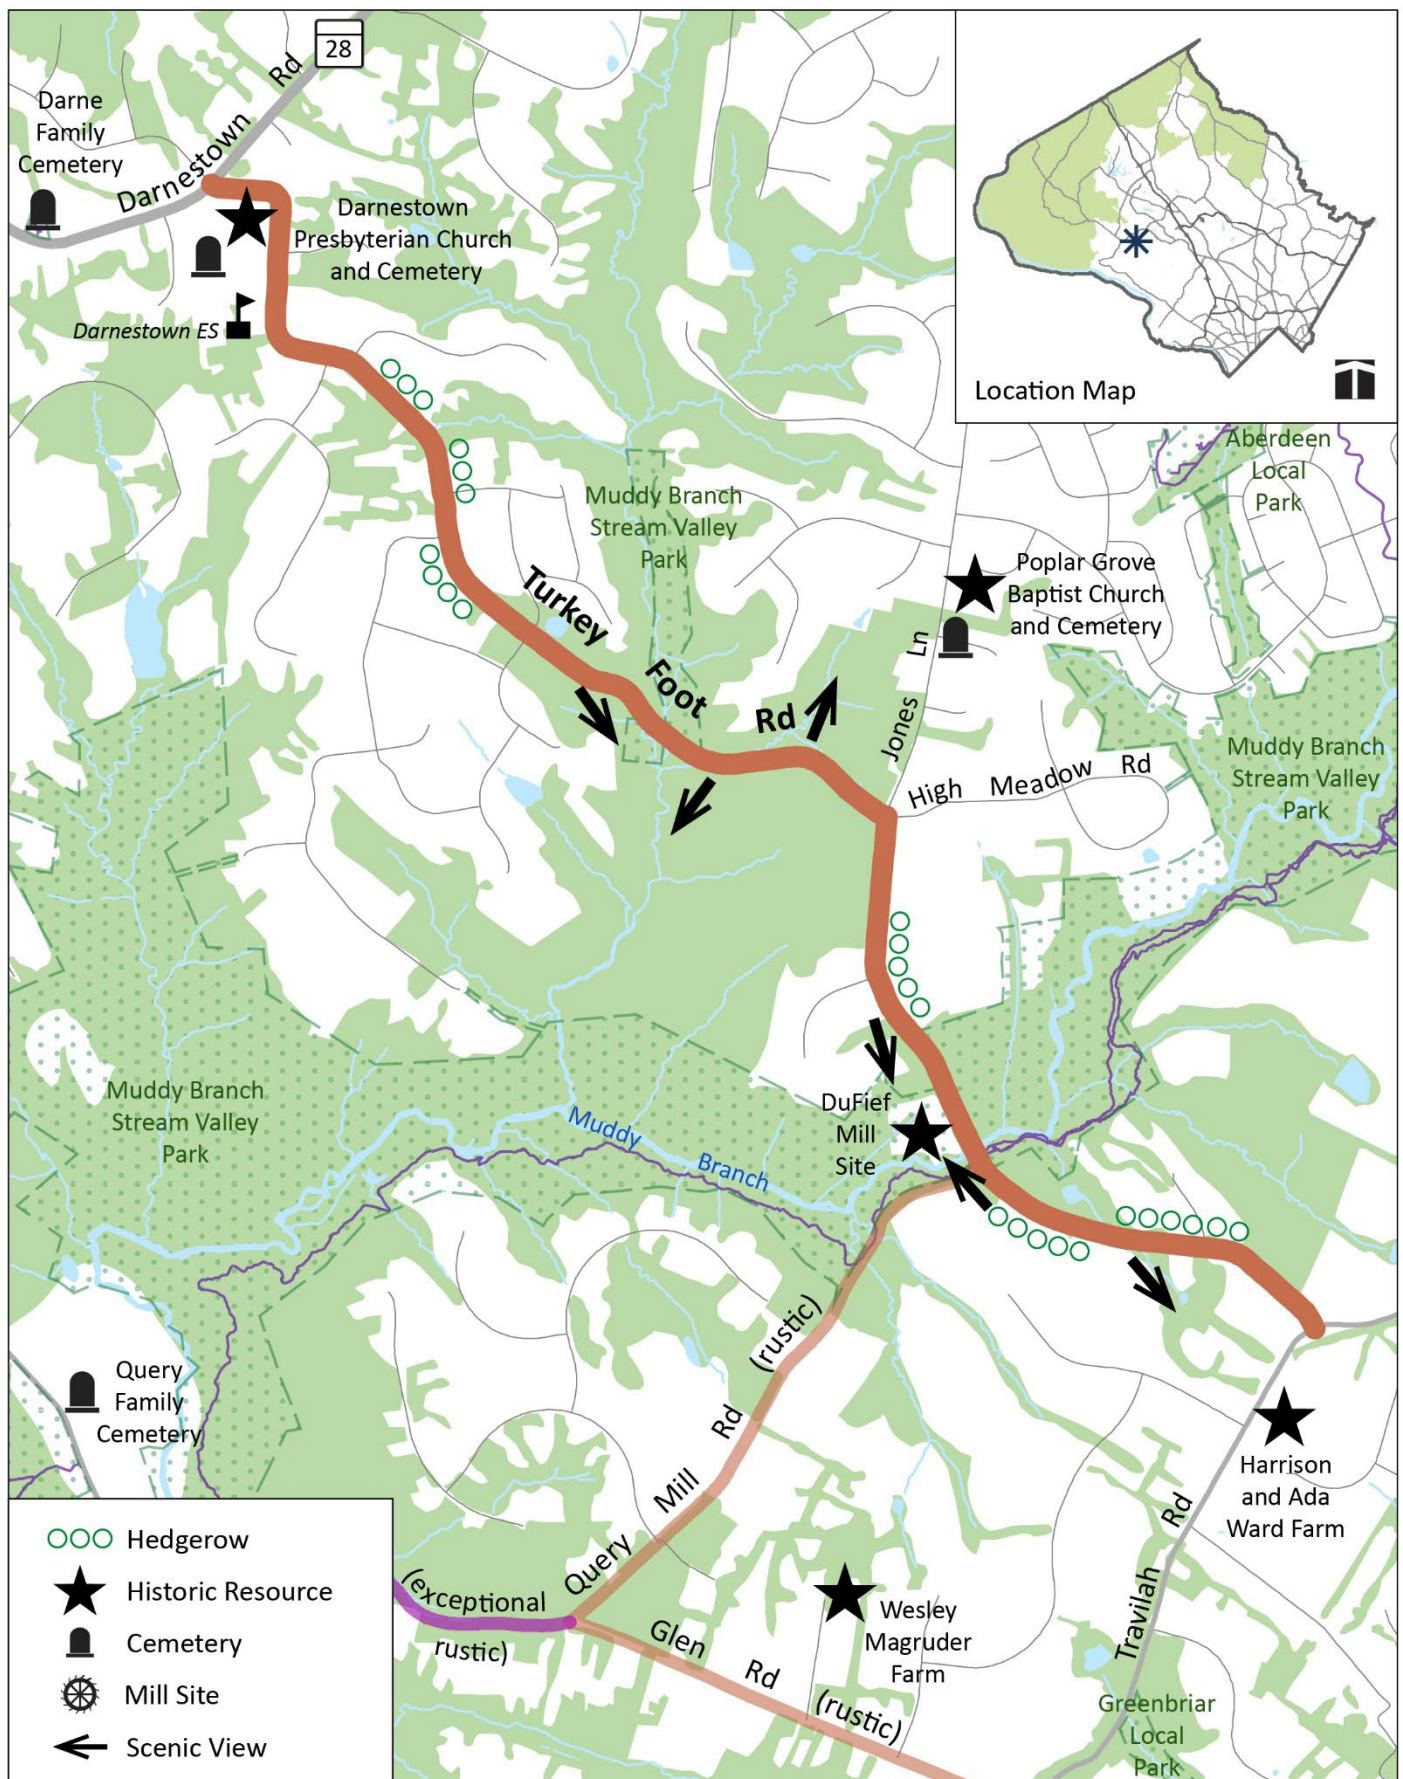 28
Darnestown Rd
Darne
Family
Cemetery
Darnestown
Presbyterian Church
and Cemetery
Darnestown ES
Location Map
Aberdeen
Local
Park
Muddy Branch
Stream Valley
Park
Poplar Grove
Baptist Church
and Cemetery
Turkey Foot Rd
Jones Ln
High Meadow Rd
Muddy Branch
Stream Valley
Park
Muddy Branch
Stream Valley
Park
DuFief
Mill
Site
Muddy Branch
Query
Family
Cemetery
Query Mill Rd (rustic)
Harrison
and Ada
Ward Farm
Travilah Rd
(exceptional
rustic)
Glen Rd (rustic)
Wesley
Magruder
Farm
Greenbriar
Local
Park
Hedgerow
Historic Resource
Cemetery
Mill Site
Scenic View